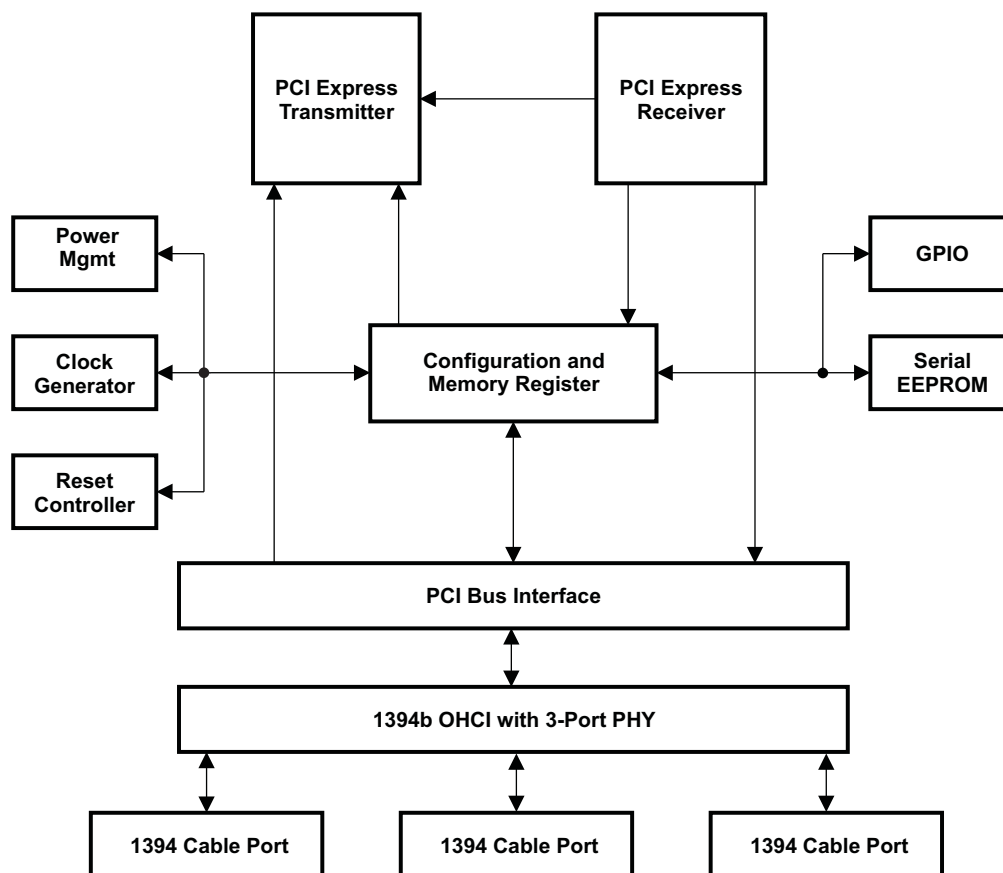 PCI Express
Transmitter
PCI Express
Receiver
Power
Mgmt
GPIO
Clock
Generator
Configuration and
Memory Register
Serial
EEPROM
Reset
Controller
PCI Bus Interface
1394b OHCI with 3-Port PHY
1394 Cable Port
1394 Cable Port
1394 Cable Port